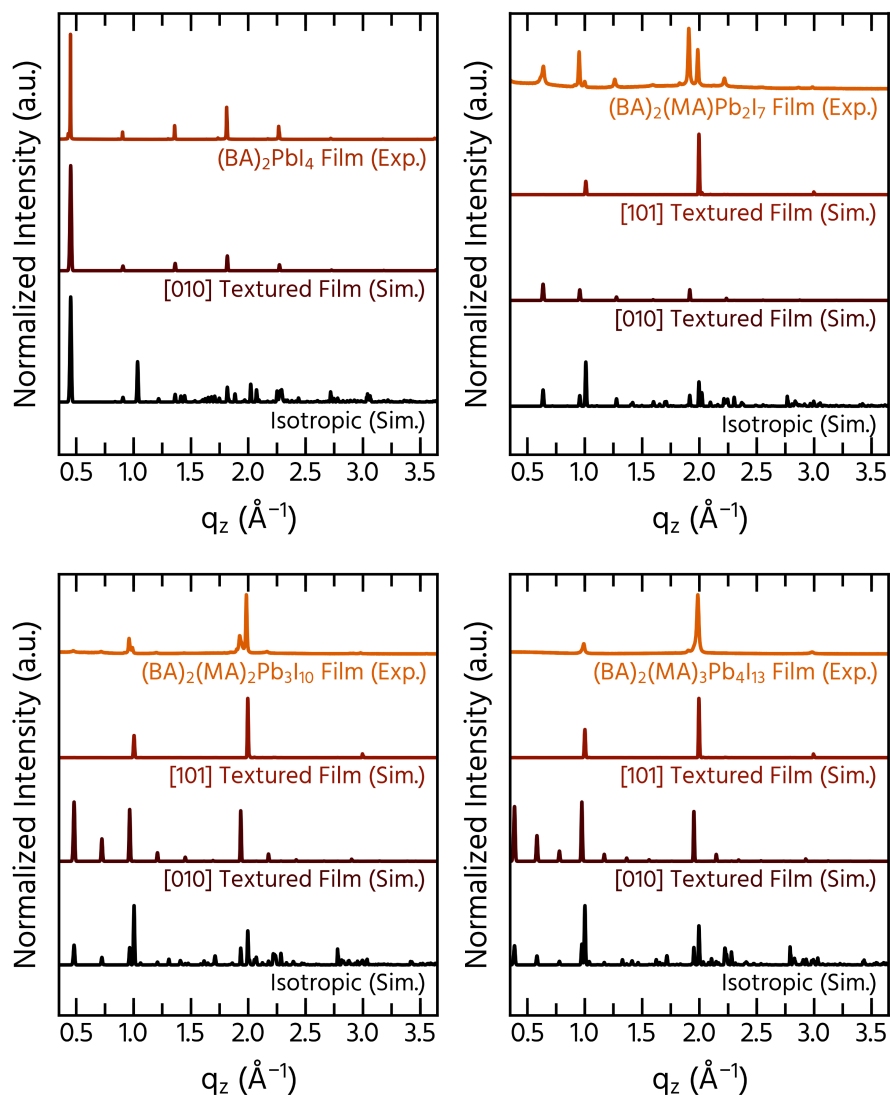 Normalized Intensity (a.u.)
(BA)₂PbI₄ Film (Exp.)
[010] Textured Film (Sim.)
Isotropic (Sim.)
0.5 1.0 1.5 2.0 2.5 3.0 3.5
q_z (Å⁻¹)
Normalized Intensity (a.u.)
(BA)₂(MA)Pb₂I₇ Film (Exp.)
[101] Textured Film (Sim.)
[010] Textured Film (Sim.)
Isotropic (Sim.)
0.5 1.0 1.5 2.0 2.5 3.0 3.5
q_z (Å⁻¹)
Normalized Intensity (a.u.)
(BA)₂(MA)₂Pb₃I₁₀ Film (Exp.)
[101] Textured Film (Sim.)
[010] Textured Film (Sim.)
Isotropic (Sim.)
0.5 1.0 1.5 2.0 2.5 3.0 3.5
q_z (Å⁻¹)
Normalized Intensity (a.u.)
(BA)₂(MA)₃Pb₄I₁₃ Film (Exp.)
[101] Textured Film (Sim.)
[010] Textured Film (Sim.)
Isotropic (Sim.)
0.5 1.0 1.5 2.0 2.5 3.0 3.5
q_z (Å⁻¹)